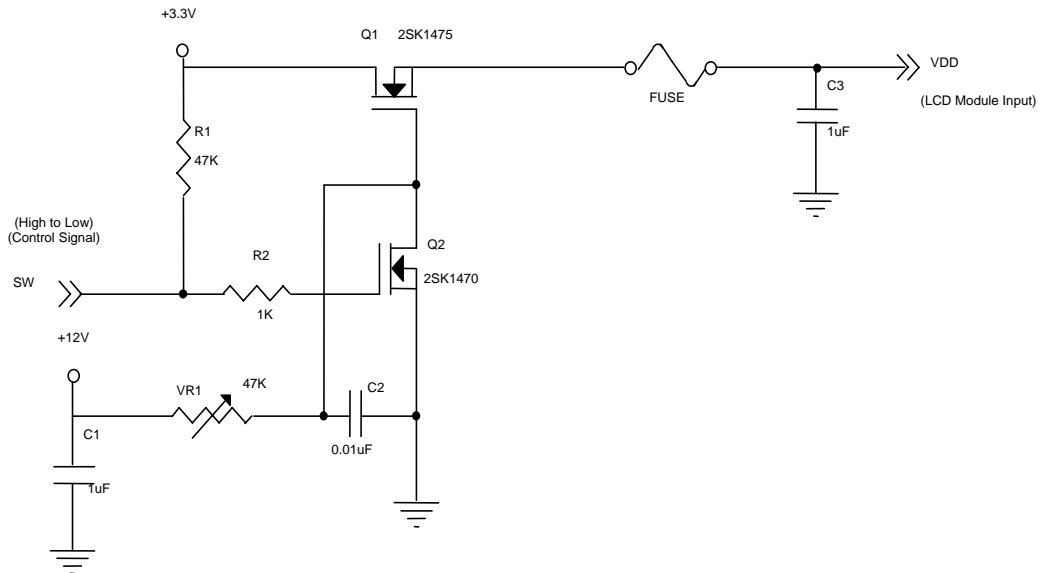 +3.3V
Q1 2SK1475
VDD
(LCD Module Input)
FUSE
C3
1uF
R1
47K
(High to Low)
(Control Signal)
SW
R2
1K
Q2
2SK1470
+12V
VR1
47K
C2
0.01uF
C1
1uF